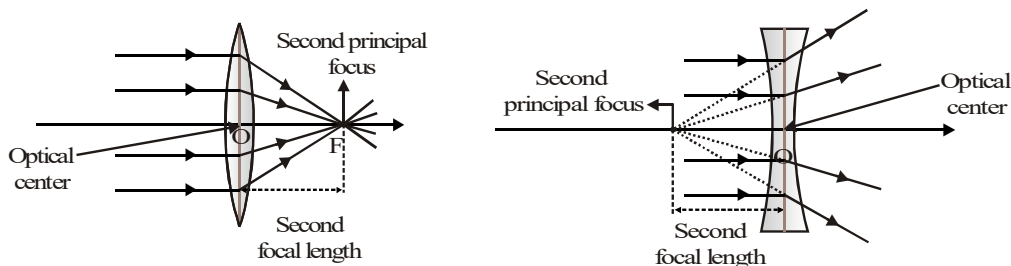 Second principal
focus
O
F
Optical
center
Second
focal length
Second
principal focus
Optical
center
O
Second
focal length